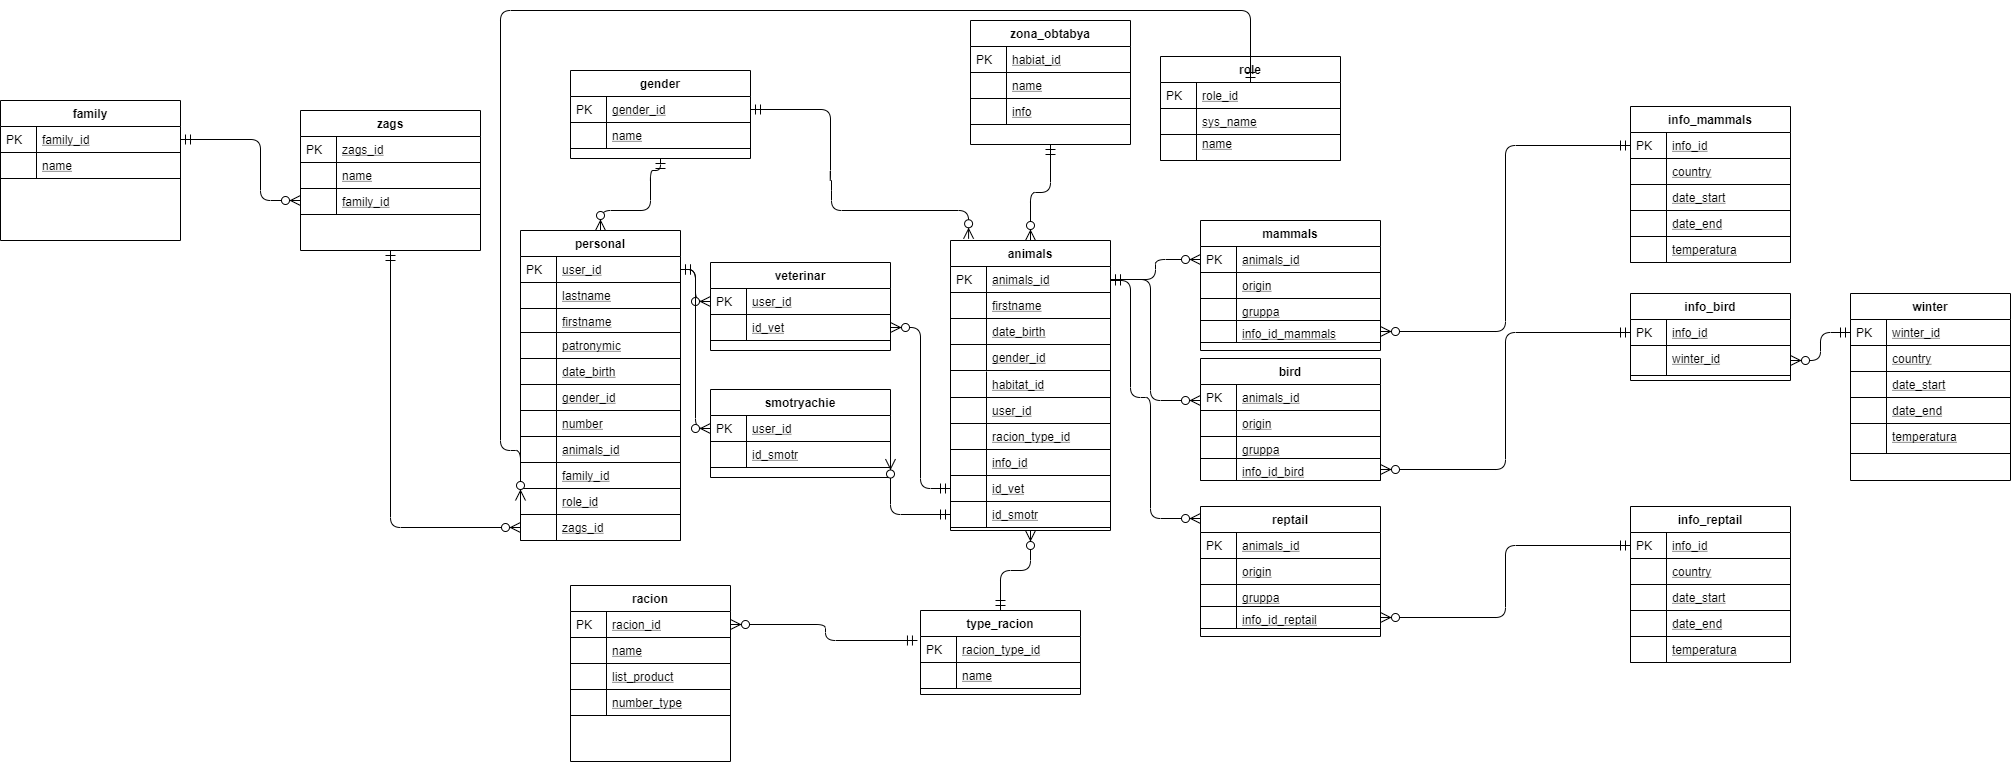 family
PK family_id
name
zags
PK zags_id
name
family_id
gender
PK gender_id
name
zona_obtabya
PK habiat_id
name
info
role
PK role_id
sys_name
name
info_mammals
PK info_id
country
date_start
date_end
temperatura
personal
PK user_id
lastname
firstname
patronymic
date_birth
gender_id
number
animals_id
family_id
role_id
zags_id
veterinar
PK user_id
id_vet
smotryachie
PK user_id
id_smotr
animals
PK animals_id
firstname
date_birth
gender_id
habitat_id
user_id
racion_type_id
info_id
id_vet
id_smotr
mammals
PK animals_id
origin
gruppa
info_id_mammals
bird
PK animals_id
origin
gruppa
info_id_bird
info_bird
PK info_id
winter_id
winter
PK winter_id
country
date_start
date_end
temperatura
reptail
PK animals_id
origin
gruppa
info_id_reptail
info_reptail
PK info_id
country
date_start
date_end
temperatura
racion
PK racion_id
name
list_product
number_type
type_racion
PK racion_type_id
name